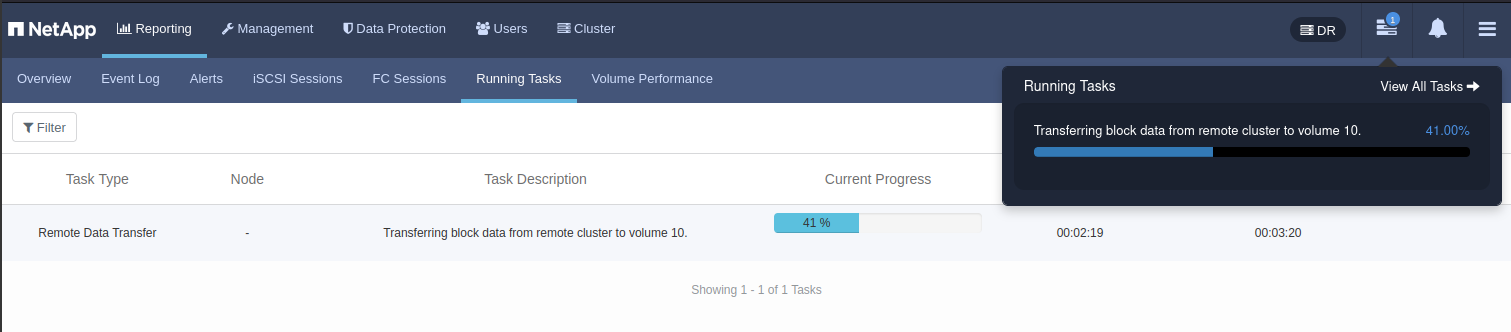 NetApp Reporting Management Data Protection Users Cluster DR 1
Overview Event Log Alerts iSCSI Sessions FC Sessions Running Tasks Volume Performance
Running Tasks View All Tasks
Transferring block data from remote cluster to volume 10. 41.00%
Filter
Task Type Node Task Description Current Progress
Remote Data Transfer - Transferring block data from remote cluster to volume 10. 41 % 00:02:19 00:03:20
Showing 1 - 1 of 1 Tasks